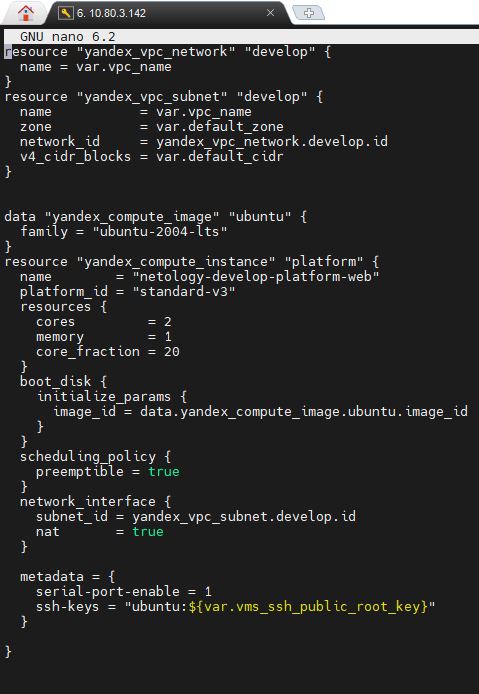 6. 10.80.3.142
GNU nano 6.2
resource "yandex_vpc_network" "develop" {
  name = var.vpc_name
}
resource "yandex_vpc_subnet" "develop" {
  name           = var.vpc_name
  zone           = var.default_zone
  network_id     = yandex_vpc_network.develop.id
  v4_cidr_blocks = var.default_cidr
}
data "yandex_compute_image" "ubuntu" {
  family = "ubuntu-2004-lts"
}
resource "yandex_compute_instance" "platform" {
  name        = "netology-develop-platform-web"
  platform_id = "standard-v3"
  resources {
    cores         = 2
    memory        = 1
    core_fraction = 20
  }
  boot_disk {
    initialize_params {
      image_id = data.yandex_compute_image.ubuntu.image_id
    }
  }
  scheduling_policy {
    preemptible = true
  }
  network_interface {
    subnet_id = yandex_vpc_subnet.develop.id
    nat       = true
  }
  metadata = {
    serial-port-enable = 1
    ssh-keys = "ubuntu:${var.vms_ssh_public_root_key}"
  }
}